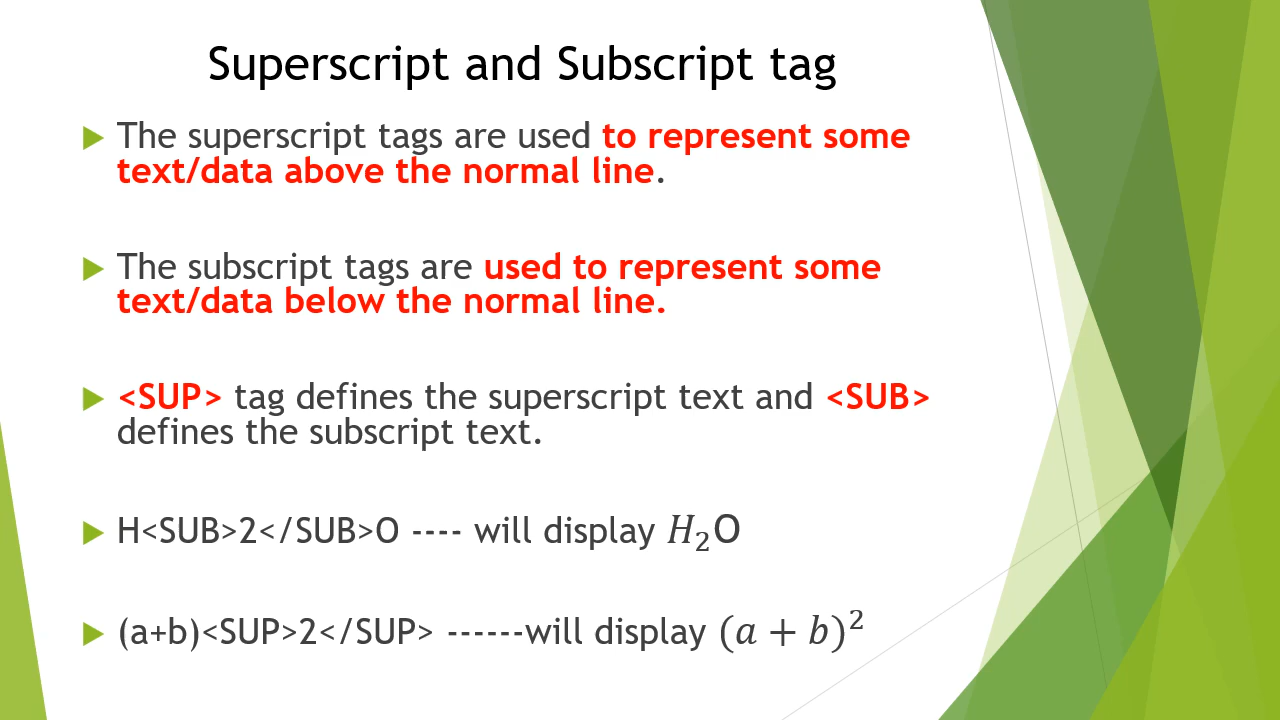 Superscript and Subscript tag
The superscript tags are used to represent some
text/data above the normal line.
The subscript tags are used to represent some
text/data below the normal line.
<SUP> tag defines the superscript text and <SUB>
defines the subscript text.
H<SUB>2</SUB>O ---- will display H₂O
(a+b)<SUP>2</SUP> ------will display (a + b)²